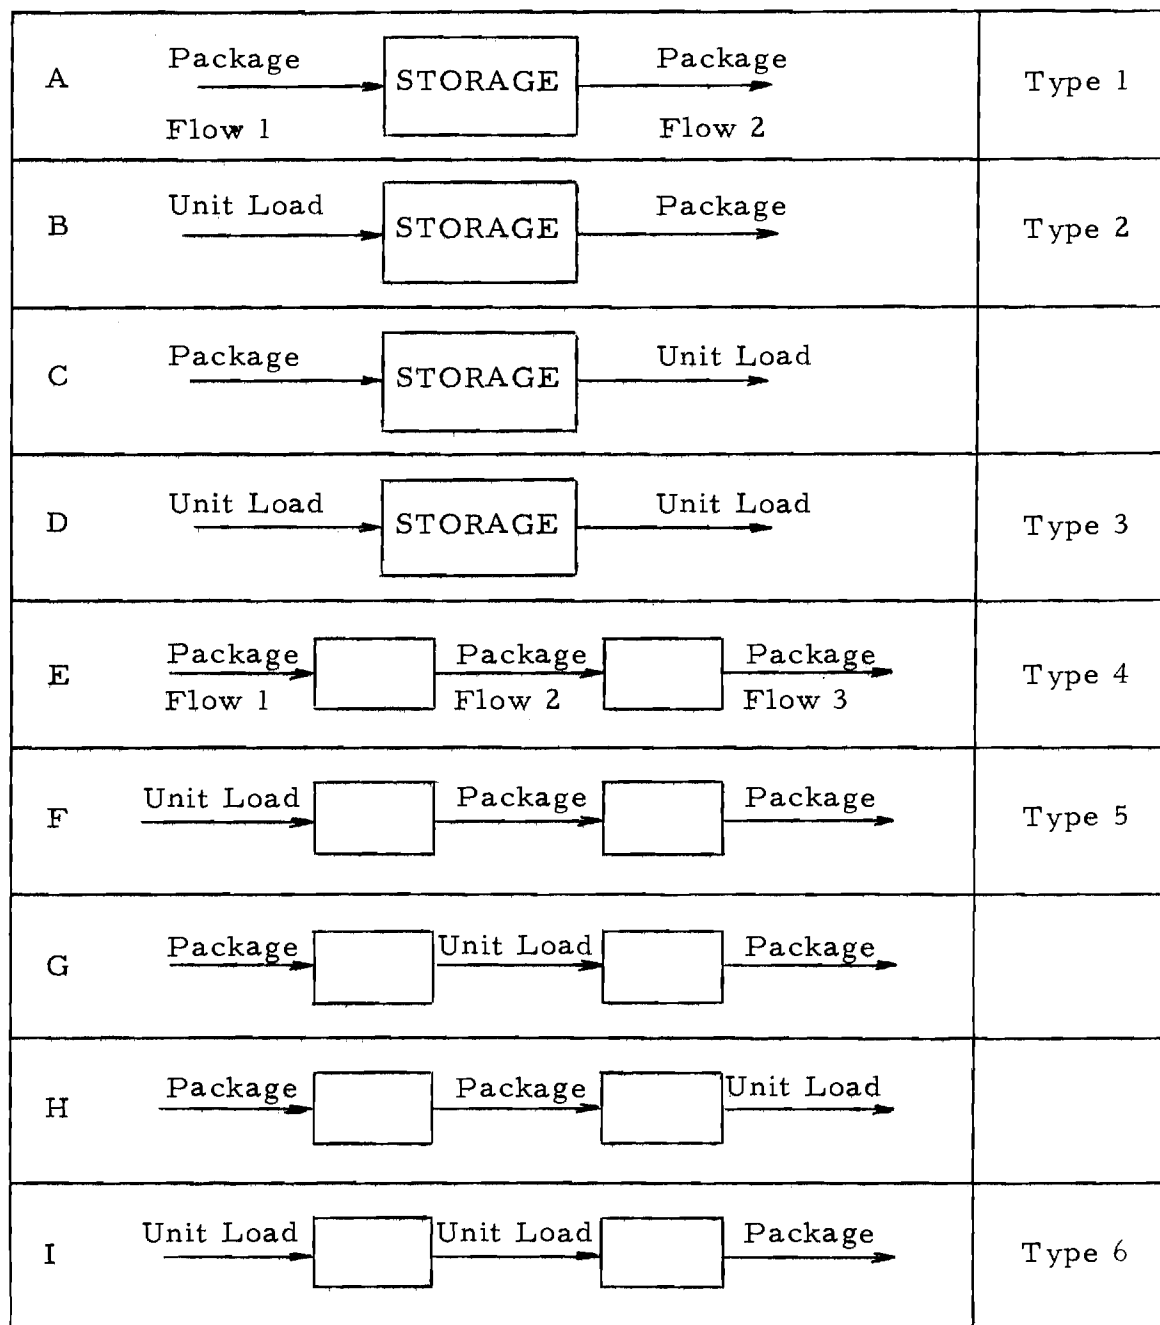 A Package STORAGE Package Type 1
Flow 1 Flow 2
B Unit Load STORAGE Package Type 2
C Package STORAGE Unit Load
D Unit Load STORAGE Unit Load Type 3
E Package Package Package Type 4
Flow 1 Flow 2 Flow 3
F Unit Load Package Package Type 5
G Package Unit Load Package
H Package Package Unit Load
I Unit Load Unit Load Package Type 6